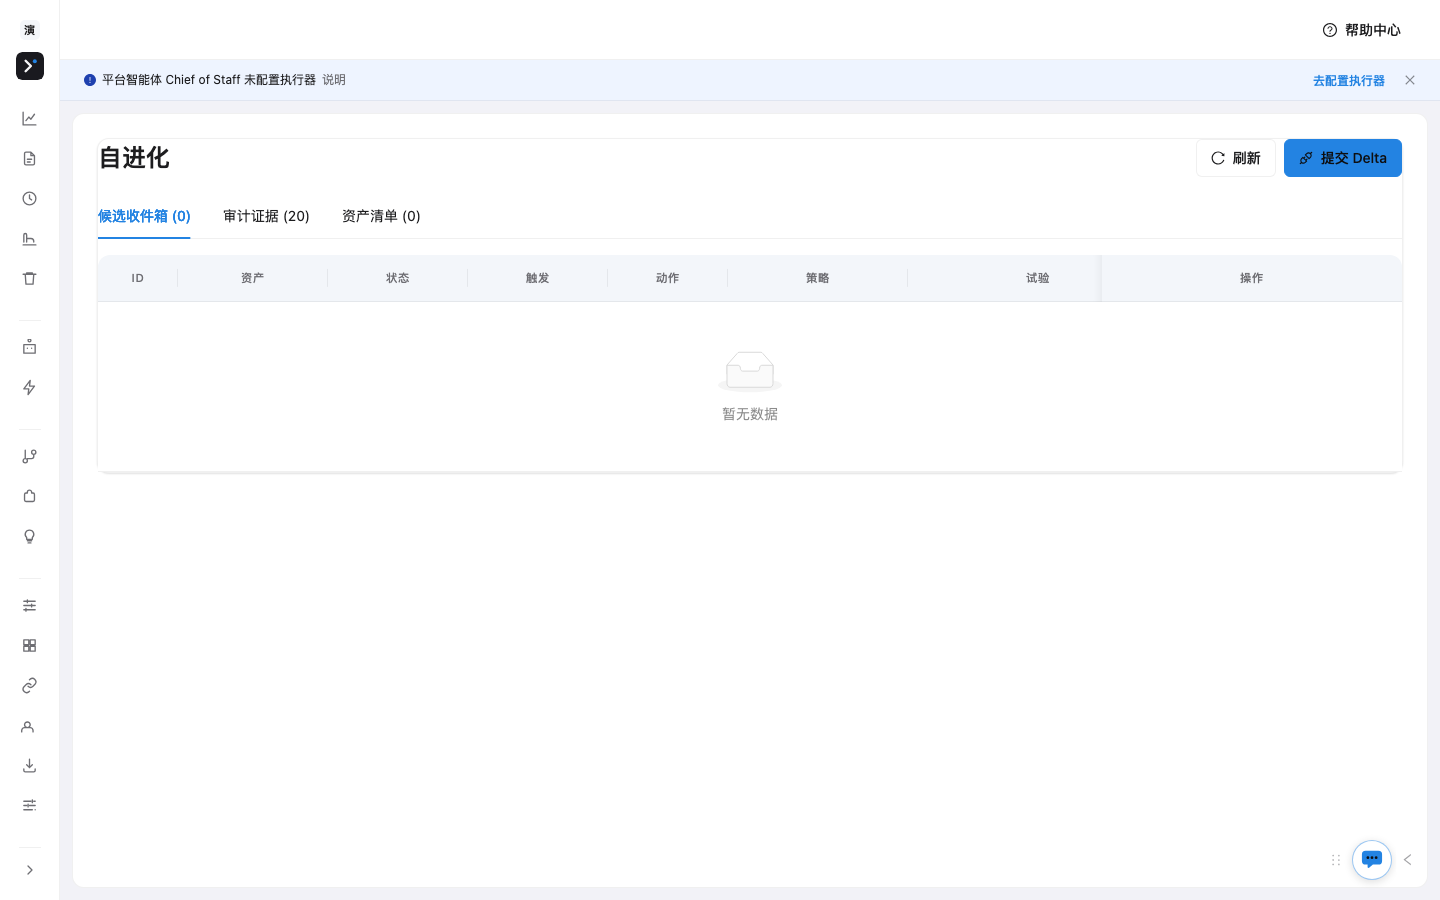 演
帮助中心
平台智能体 Chief of Staff 未配置执行器 说明
去配置执行器
自进化
刷新
提交 Delta
候选收件箱 (0)
审计证据 (20)
资产清单 (0)
ID 资产 状态 触发 动作 策略 试验 操作
暂无数据